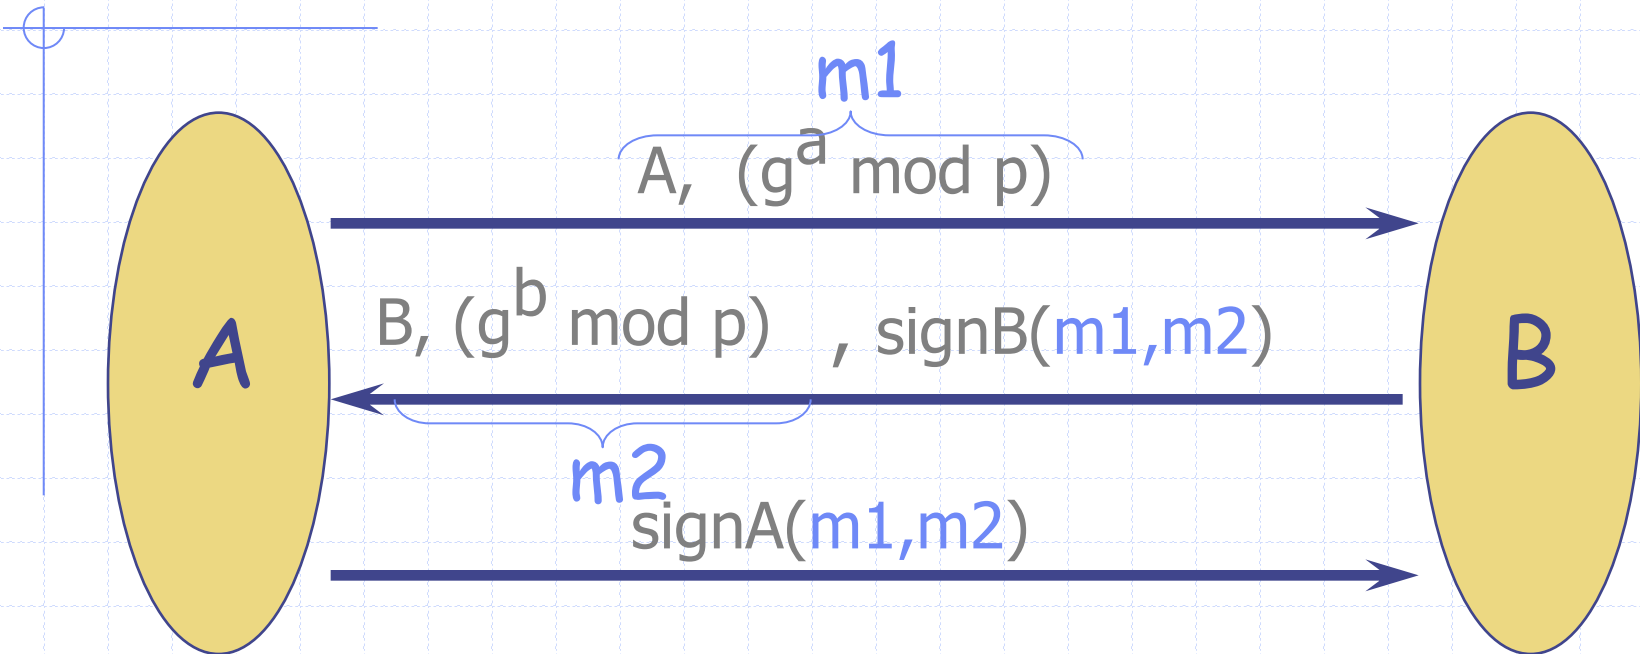 m1
A, (g^a mod p)
B, (g^b mod p) , signB(m1,m2)
A
B
m2
signA(m1,m2)